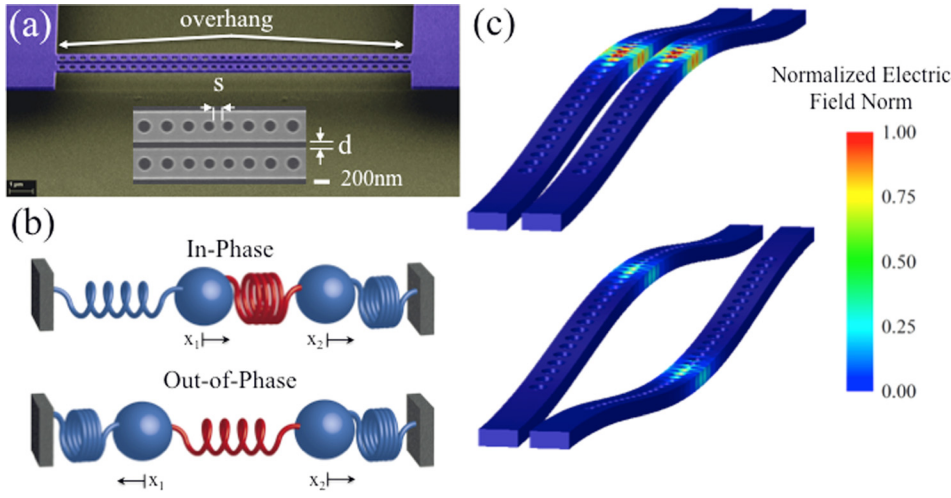 (a)
overhang
s
d
200nm
1 μm
(b)
In-Phase
x1
x2
Out-of-Phase
x1
x2
(c)
Normalized Electric
Field Norm
1.00
0.75
0.50
0.25
0.00